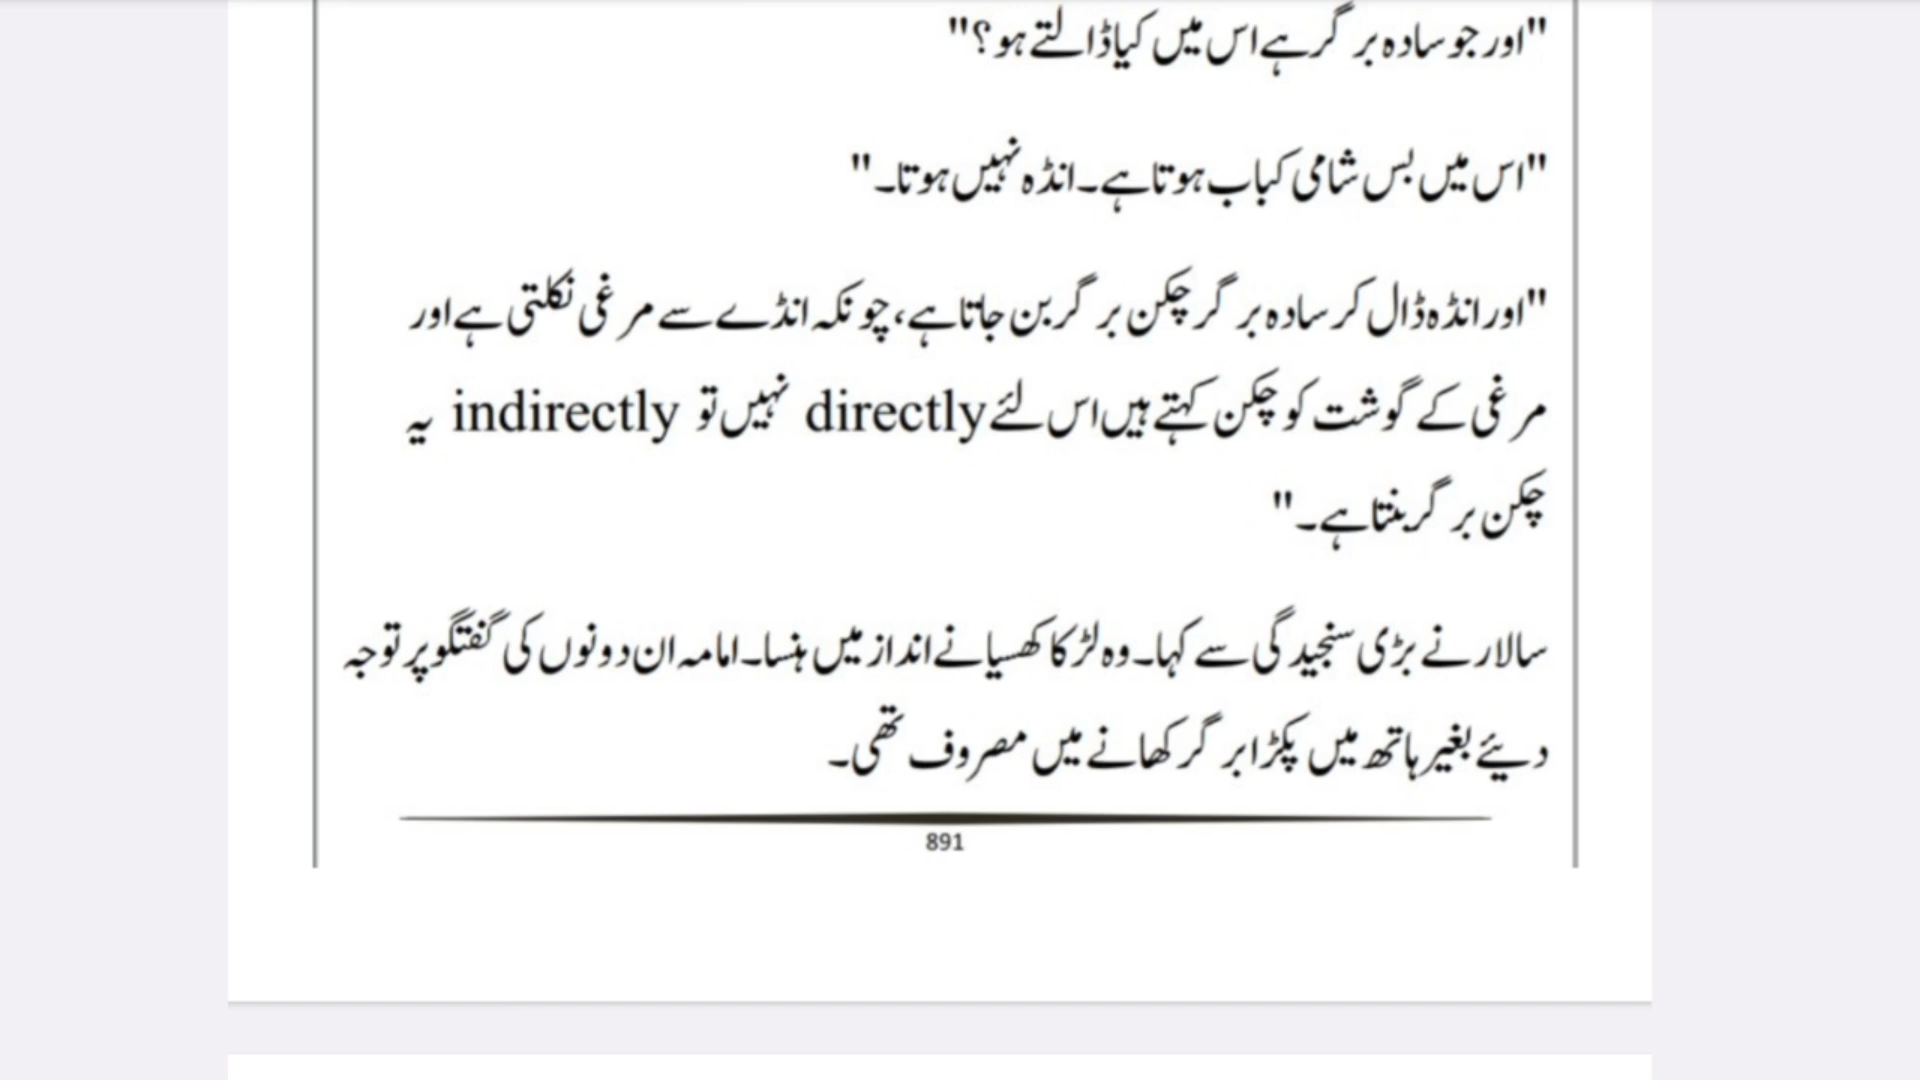 "اور جو سادہ برگر ہے اس میں کیا ڈالتے ہو؟"
"اس میں بس شامی کباب ہوتا ہے۔ انڈہ نہیں ہوتا۔"
"اور انڈہ ڈال کر سادہ برگر چکن برگر بن جاتا ہے، چونکہ انڈے سے مرغی نکلتی ہے اور
مرغی کے گوشت کو چکن کہتے ہیں اس لئے directly نہیں تو indirectly یہ
چکن برگر بنتا ہے۔"
سالار نے بڑی سنجیدگی سے کہا۔ وہ لڑکا کھسیانے انداز میں ہنسا۔ امامہ ان دونوں کی گفتگو پر توجہ
دیئے بغیر ہاتھ میں پکڑا برگر کھانے میں مصروف تھی۔
891